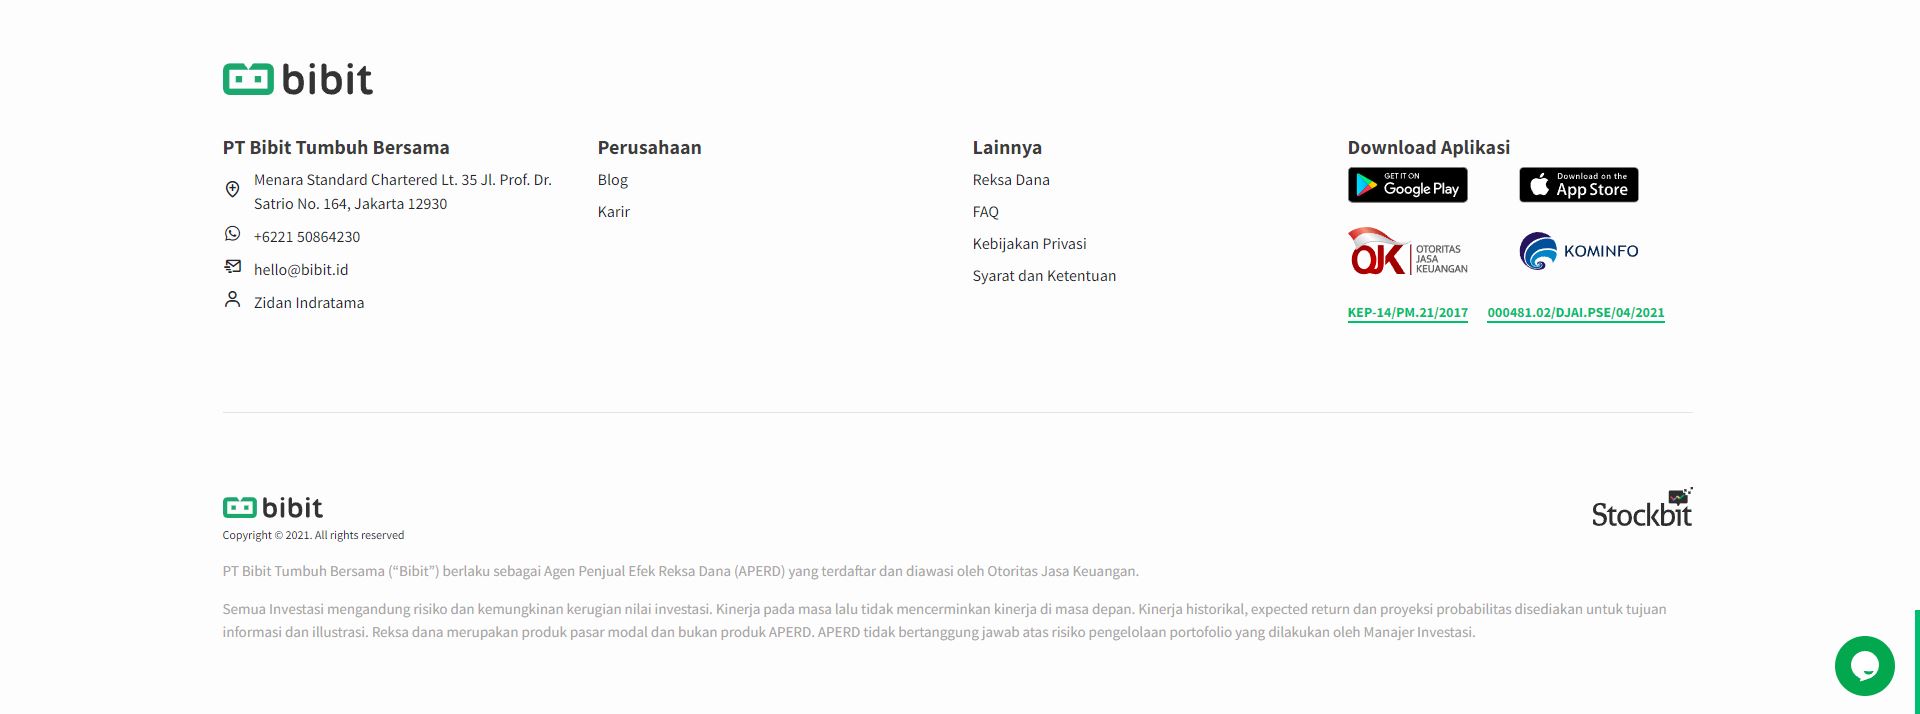 bibit
PT Bibit Tumbuh Bersama
Menara Standard Chartered Lt. 35 Jl. Prof. Dr.
Satrio No. 164, Jakarta 12930
+6221 50864230
hello@bibit.id
Zidan Indratama
Perusahaan
Blog
Karir
Lainnya
Reksa Dana
FAQ
Kebijakan Privasi
Syarat dan Ketentuan
Download Aplikasi
GET IT ON
Google Play
Download on the
App Store
OJK
OTORITAS
JASA
KEUANGAN
KOMINFO
KEP-14/PM.21/2017
000481.02/DJAI.PSE/04/2021
bibit
Copyright © 2021. All rights reserved
Stockbit
PT Bibit Tumbuh Bersama (“Bibit”) berlaku sebagai Agen Penjual Efek Reksa Dana (APERD) yang terdaftar dan diawasi oleh Otoritas Jasa Keuangan.
Semua Investasi mengandung risiko dan kemungkinan kerugian nilai investasi. Kinerja pada masa lalu tidak mencerminkan kinerja di masa depan. Kinerja historikal, expected return dan proyeksi probabilitas disediakan untuk tujuan
informasi dan illustrasi. Reksa dana merupakan produk pasar modal dan bukan produk APERD. APERD tidak bertanggung jawab atas risiko pengelolaan portofolio yang dilakukan oleh Manajer Investasi.